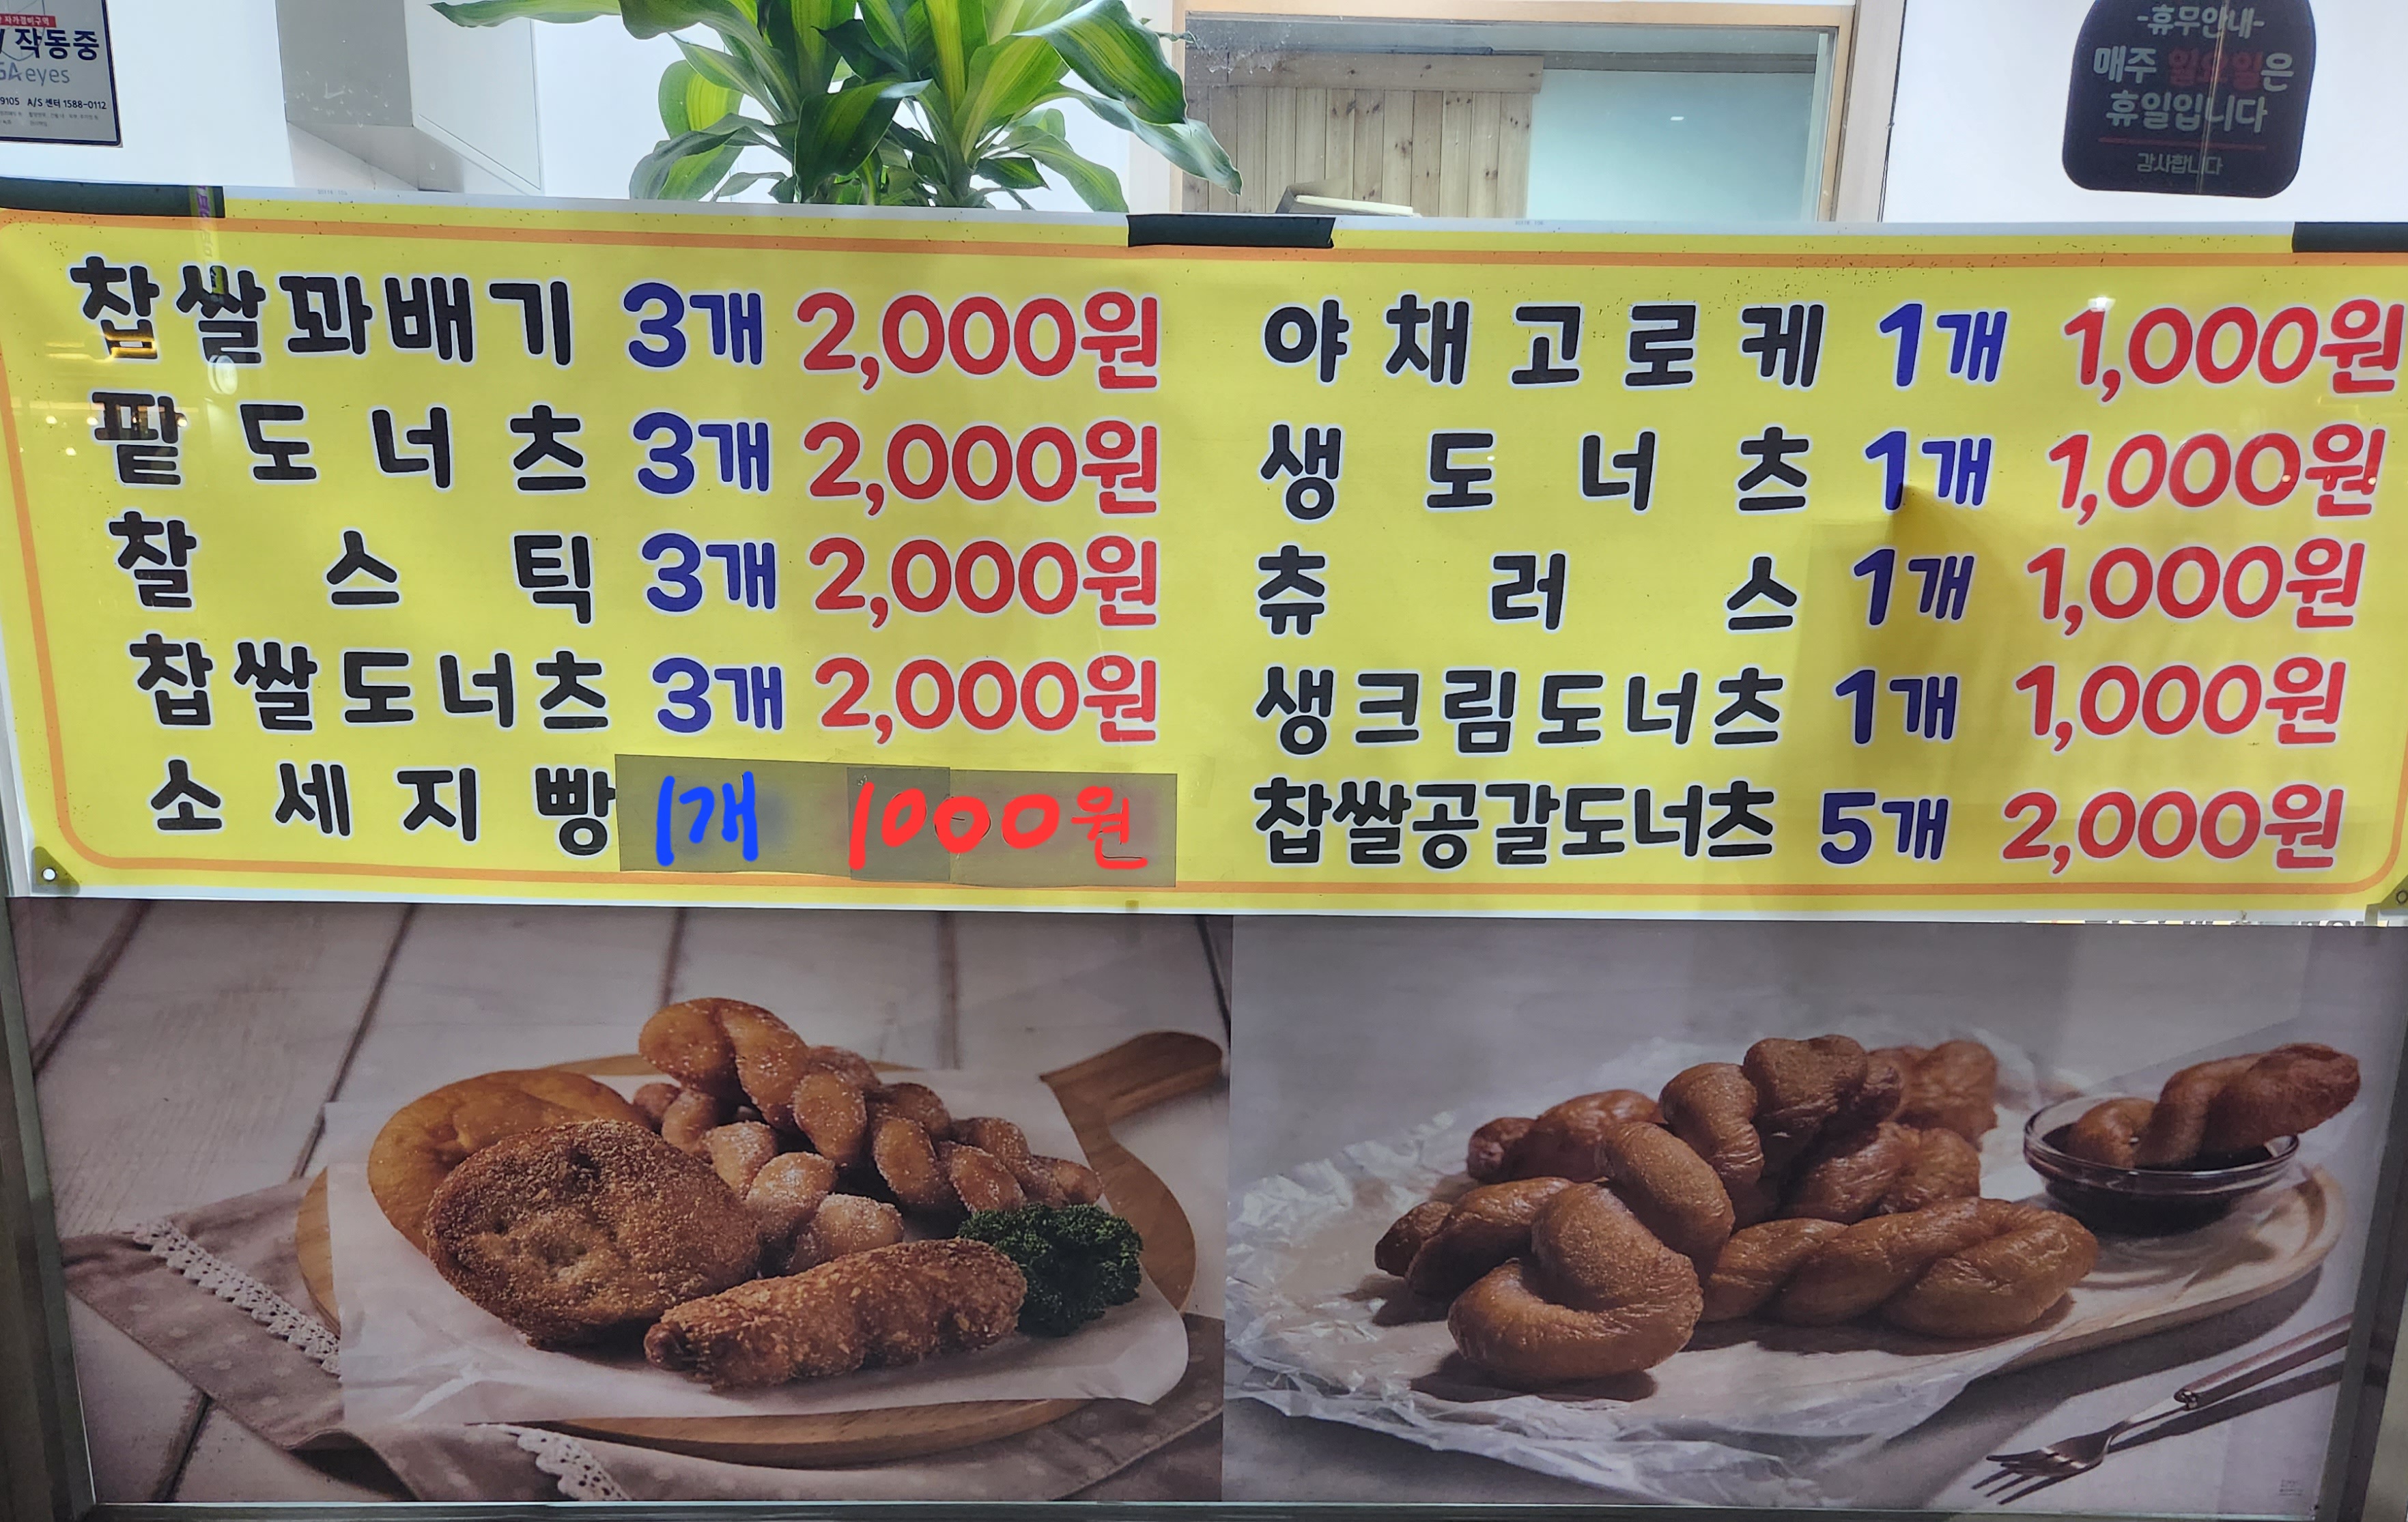 작동중
eyes
9105 A/S 센터 1588-0112
-휴무안내-
매주 일요일은
휴일입니다
감사합니다
찹쌀꽈배기 3개 2,000원
팥도너츠 3개 2,000원
찰스틱 3개 2,000원
찹쌀도너츠 3개 2,000원
소세지빵 1개 1000원
야채고로케 1개 1,000원
생도너츠 1개 1,000원
츄러스 1개 1,000원
생크림도너츠 1개 1,000원
찹쌀공갈도너츠 5개 2,000원